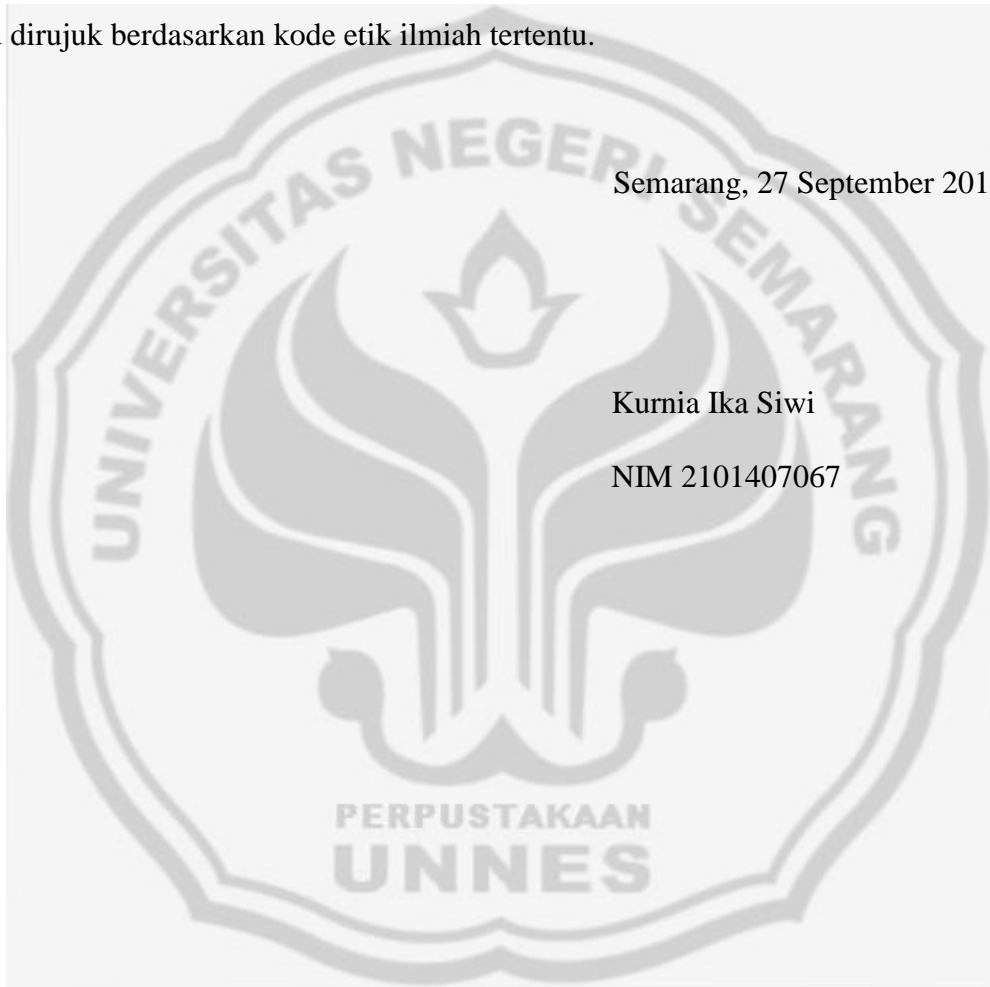 dirujuk berdasarkan kode etik ilmiah tertentu.
UNIVERSITAS NEGERI SEMARANG
Semarang, 27 September 201
Kurnia Ika Siwi
NIM 2101407067
PERPUSTAKAAN
UNNES